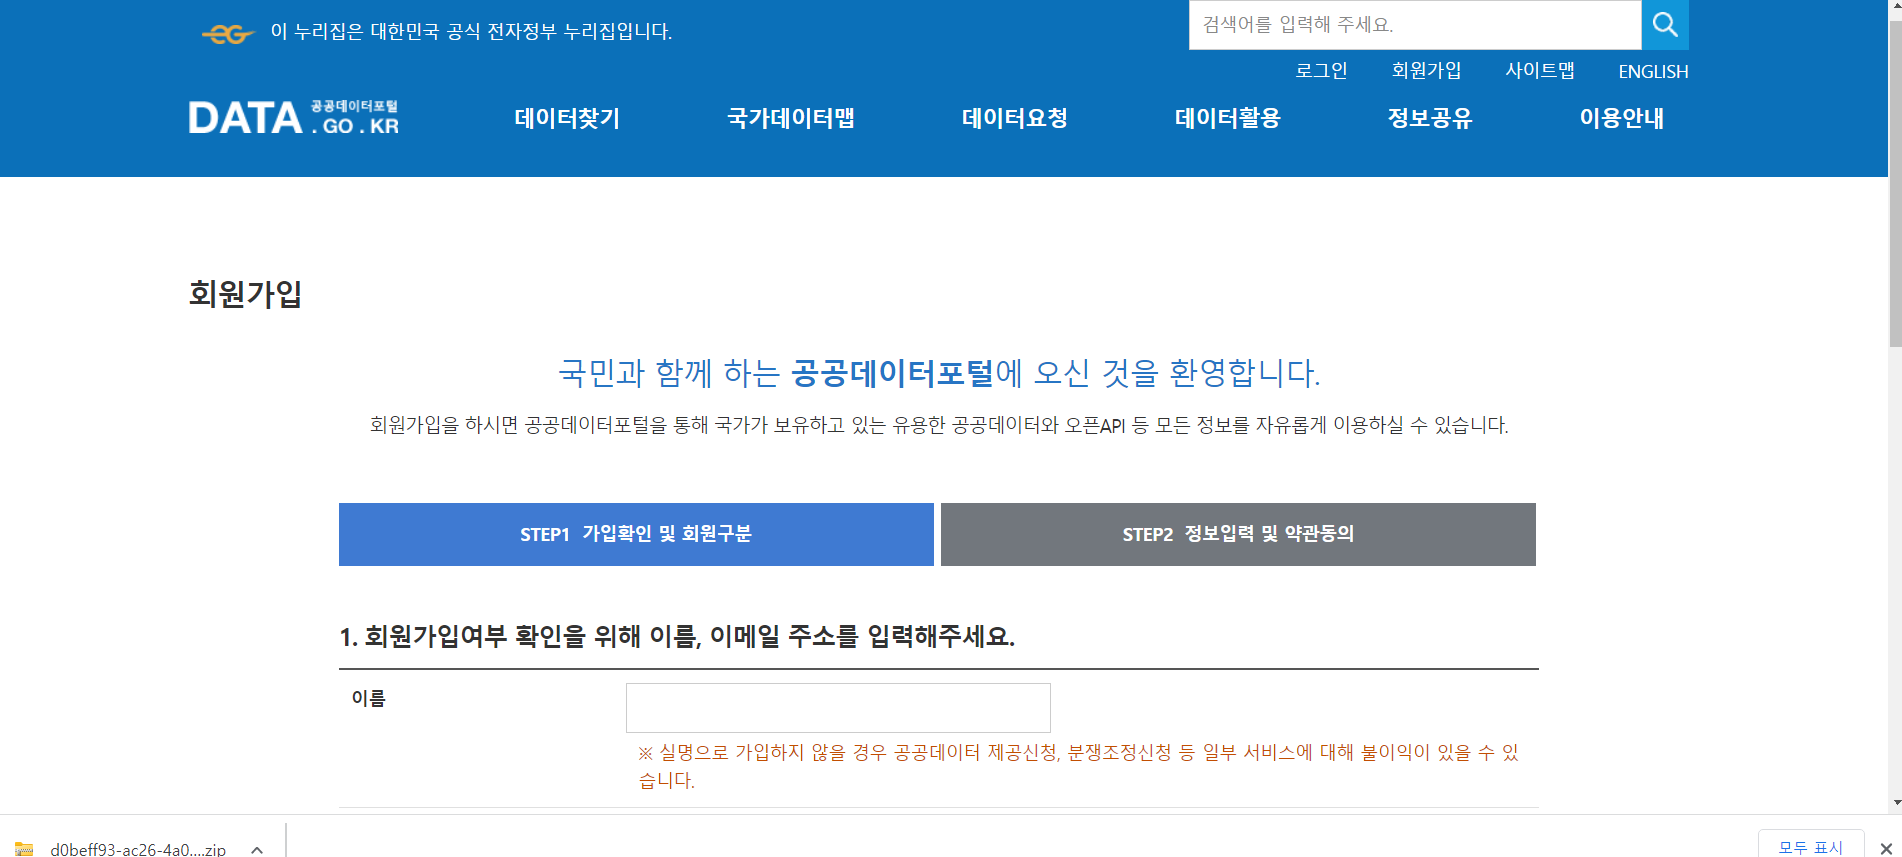 이 누리집은 대한민국 공식 전자정부 누리집입니다.
검색어를 입력해 주세요.
로그인 회원가입 사이트맵 ENGLISH
DATA 공공데이터포털
.GO.KR
데이터찾기 국가데이터맵 데이터요청 데이터활용 정보공유 이용안내
회원가입
국민과 함께 하는 공공데이터포털에 오신 것을 환영합니다.
회원가입을 하시면 공공데이터포털을 통해 국가가 보유하고 있는 유용한 공공데이터와 오픈API 등 모든 정보를 자유롭게 이용하실 수 있습니다.
STEP1 가입확인 및 회원구분
STEP2 정보입력 및 약관동의
1. 회원가입여부 확인을 위해 이름, 이메일 주소를 입력해주세요.
이름
※ 실명으로 가입하지 않을 경우 공공데이터 제공신청, 분쟁조정신청 등 일부 서비스에 대해 불이익이 있을 수 있
습니다.
d0beff93-ac26-4a0....zip
모두 표시